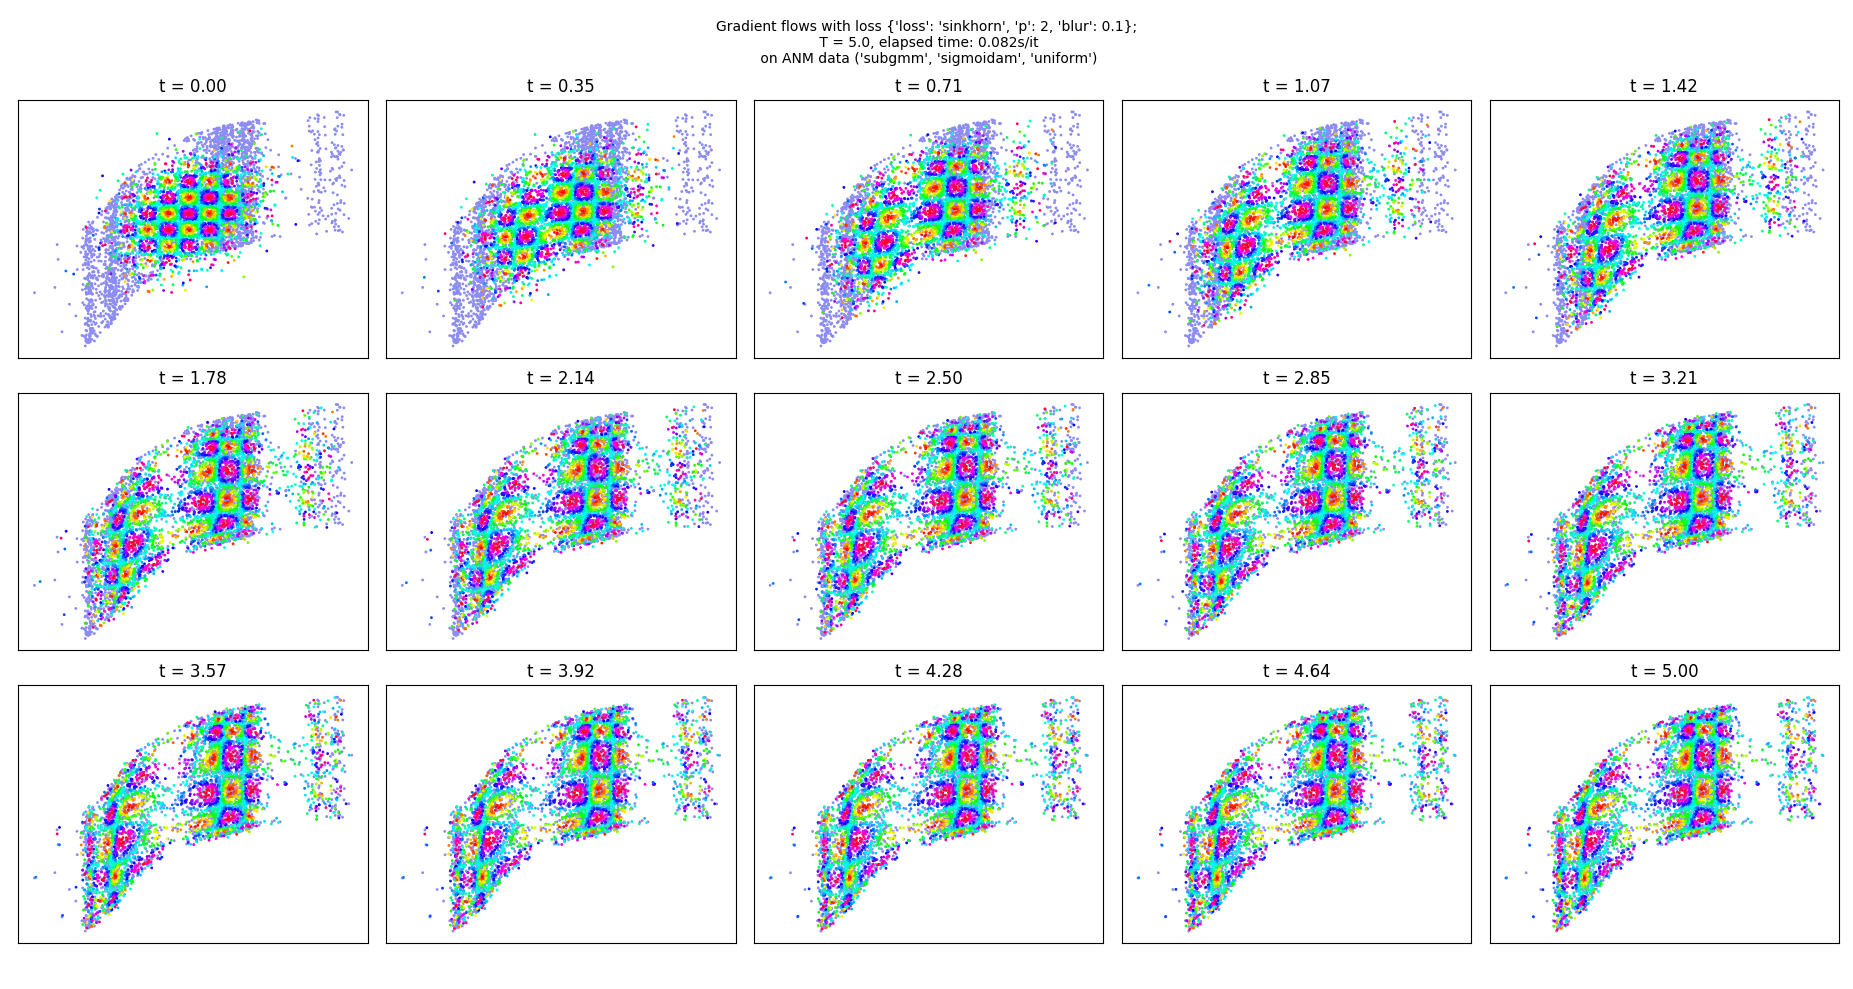 Gradient flows with loss {'loss': 'sinkhorn', 'p': 2, 'blur': 0.1};
T = 5.0, elapsed time: 0.082s/it
on ANM data ('subgmm', 'sigmoidam', 'uniform')
t = 0.00
t = 0.35
t = 0.71
t = 1.07
t = 1.42
t = 1.78
t = 2.14
t = 2.50
t = 2.85
t = 3.21
t = 3.57
t = 3.92
t = 4.28
t = 4.64
t = 5.00